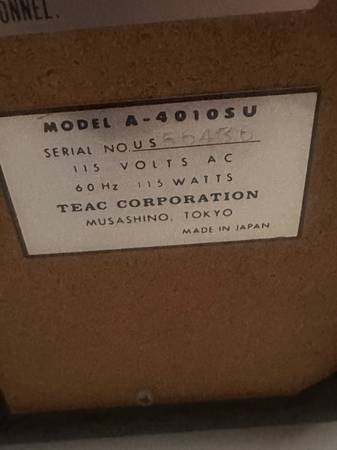 ONNEL.
MODEL A-4010SU
SERIAL NO. US
115 VOLTS AC
60 Hz 115 WATTS
TEAC CORPORATION
MUSASHINO, TOKYO
MADE IN JAPAN